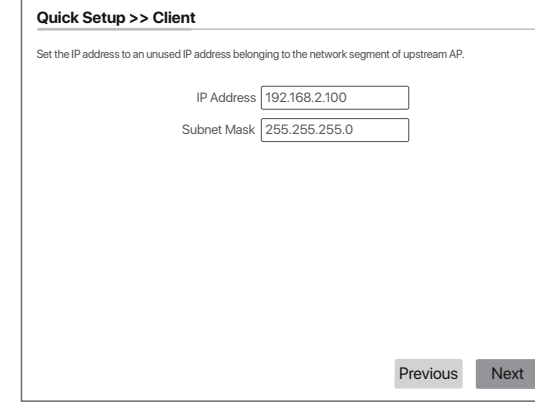 Quick Setup >> Client
Set the IP address to an unused IP address belonging to the network segment of upstream AP.
IP Address 192.168.2.100
Subnet Mask 255.255.255.0
Previous Next